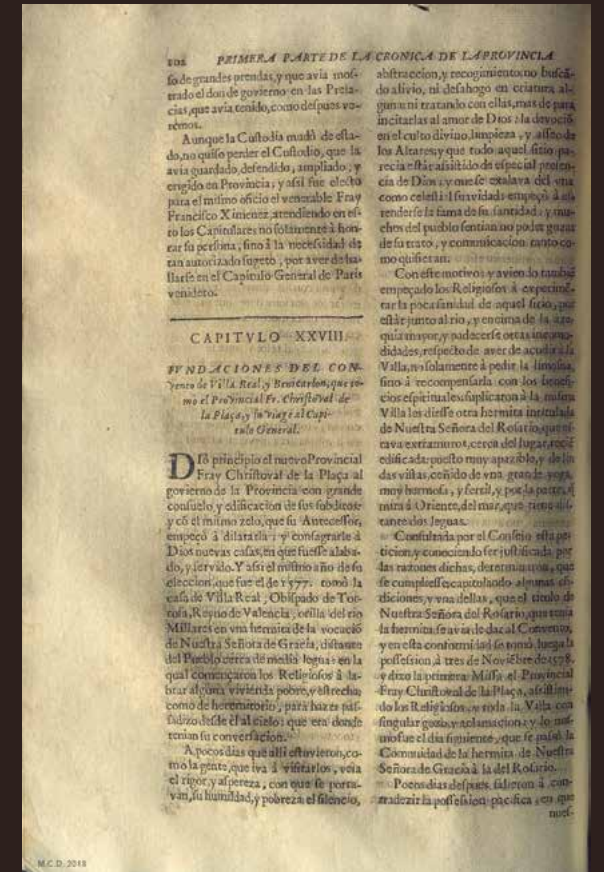 102 PRIMERA PARTE DE LA CRONICA DE LA PROVINCIA
so de grandes prendas, y que avia mos-
trado el don de govierno en las Prela-
cias, que avia tenido, como despues ve-
remos.
Aunque la Custodia mudò de esta-
do, no quiso perder el Custodio, que la
avia guardado, defendido, ampliado, y
erigido en Provincia; y assi fue electo
para el mismo oficio el venerable Fray
Francisco Ximenez, atendiendo en es-
to los Capitulares no solamente à hon-
rar su persona, sino à la necessidad de
tan autorizado sugeto, por aver de ha-
llarse en el Capitulo General de Paris
venidero.
CAPITVLO XXVIII.
FVNDACIONES DEL CON-
vento de Villa Real, y Benicarlon, que to-
mo el Provincial Fr. Christoval de
la Plaça, y su viage al Capi-
tulo General.
DIò principio el nuevo Provincial
Fray Christoval de la Plaça al
govierno de la Provincia con grande
consuelo y edificacion de sus subditos:
y cõ el mismo zelo, que su Antecessor,
empeçò à dilatarla; y consagrarle à
Dios nuevas casas, en que fuesse alaba-
do, y servido. Y assi el mismo año de su
eleccion, que fue el de 1577. tomò la
casa de Villa Real, Obispado de Tor-
tosa, Reyno de Valencia, orilla del rio
Millares en vna hermita de la vocaciõ
de Nuestra Señora de Gracia, distante
del Pueblo cerca de media legua: en la
qual començaron los Religiosos à la-
brar alguna vivienda pobre, y estrecha
como de heremitorio, para hazer pas-
sadizo desde èl al cielo: que era donde
tenian su conversacion.
A pocos dias que alli estuvieron, co-
mo la gente, que iva à visitarlos, veia
el rigor, y aspereza, con que se porta-
van, su humildad, y pobreza: el silencio,
abstraccion, y recogimiento: no buscã-
do alivio, ni desahogo en criatura al-
guna: ni tratando con ellas, mas de para
incitarlas al amor de Dios: la devociõ
en el culto divino, limpieza, y asseo de
los Altares: y que todo aquel sitio pa-
recia estàr assistido de especial presen-
cia de Dios; y que se exalava del vna
como celestial suavidad: empeçò à es-
tenderse la fama de su santidad: y mu-
chos del pueblo sentian no poder gozar
de su trato, y comunicacion tanto co-
mo quisieran.
Con este motivo: y aviendo tambiẽ
empeçado los Religiosos à experimẽ-
tar la poca sanidad de aquel sitio, por
estàr junto al rio, y encima de la aze-
quia mayor, y padecerse otras incomo-
didades, respeto de aver de acudir à la
Villa, no solamente à pedir la limosna,
sino à recompensarla con los benefi-
cios espirituales: suplicaron à la misma
Villa les diesse otra hermita intitulada
de Nuestra Señora del Rosario, que es-
tava extramuros, cerca del lugar, reciẽ
edificada: puesto muy apazible, y de lin
das vistas, ceñido de vna grande vega,
muy hermosa, y fertil, y por la parte, q̃
mira à Oriente, del mar, que tiene dis-
tante dos leguas.
Consultada por el Consejo esta pe-
ticion, y conociendo ser justificada por
las razones dichas, determinaron, que
se cumpliesse: capitulando algunas cõ-
diciones, y vna dellas, que el titulo de
Nuestra Señora del Rosario, que tenia
la hermita, se avia de dar al Convento,
y en esta conformidad se tomò luego la
possession, à tres de Noviẽbre de 1578.
y dixo la primera Missa el Provincial
Fray Christoval de la Plaça, assistien-
do los Religiosos, y toda la Villa con
singular gozo, y aclamacion: y lo mis-
mo fue el dia siguiente, que se passò la
Comunidad de la hermita de Nuestra
Señora de Gracia à la del Rosario.
Pocos dias despues, salieron à con-
tradezir la possession pacifica, en que
nues-
M.C.D. 2018